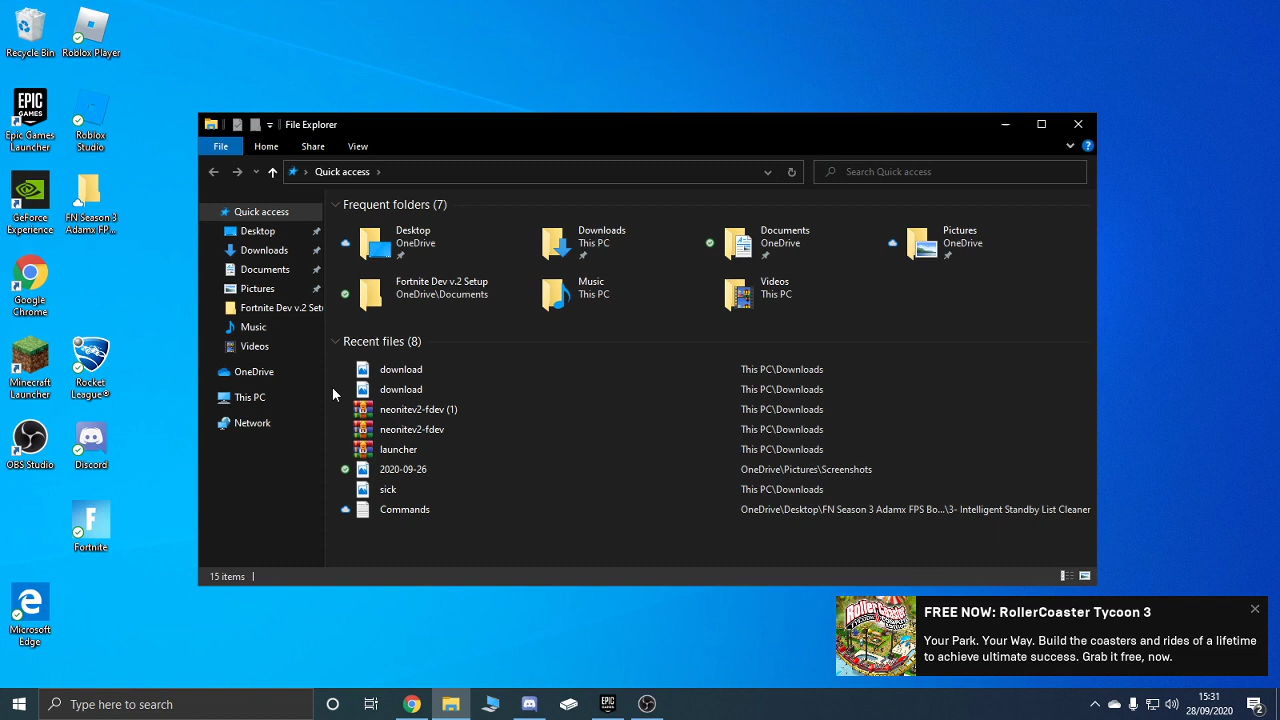 Recycle Bin
Roblox Player
EPIC GAMES
Epic Games Launcher
Roblox Studio
GeForce Experience
FN Season 3 Adamx FP...
Google Chrome
Minecraft Launcher
Rocket League®
OBS Studio
Discord
Fortnite
Microsoft Edge
File Explorer
File
Home
Share
View
Quick access
Search Quick access
Quick access
Desktop
Downloads
Documents
Pictures
Fortnite Dev v.2 Setu
Music
Videos
OneDrive
This PC
Network
Frequent folders (7)
Desktop
OneDrive
Downloads
This PC
Documents
OneDrive
Pictures
OneDrive
Fortnite Dev v.2 Setup
OneDrive\Documents
Music
This PC
Videos
This PC
Recent files (8)
download This PC\Downloads
download This PC\Downloads
neonitev2-fdev (1) This PC\Downloads
neonitev2-fdev This PC\Downloads
launcher This PC\Downloads
2020-09-26 OneDrive\Pictures\Screenshots
sick This PC\Downloads
Commands OneDrive\Desktop\FN Season 3 Adamx FPS Bo...\3- Intelligent Standby List Cleaner
15 items
FREE NOW: RollerCoaster Tycoon 3
Your Park. Your Way. Build the coasters and rides of a lifetime
to achieve ultimate success. Grab it free, now.
Type here to search
15:31
28/09/2020
2